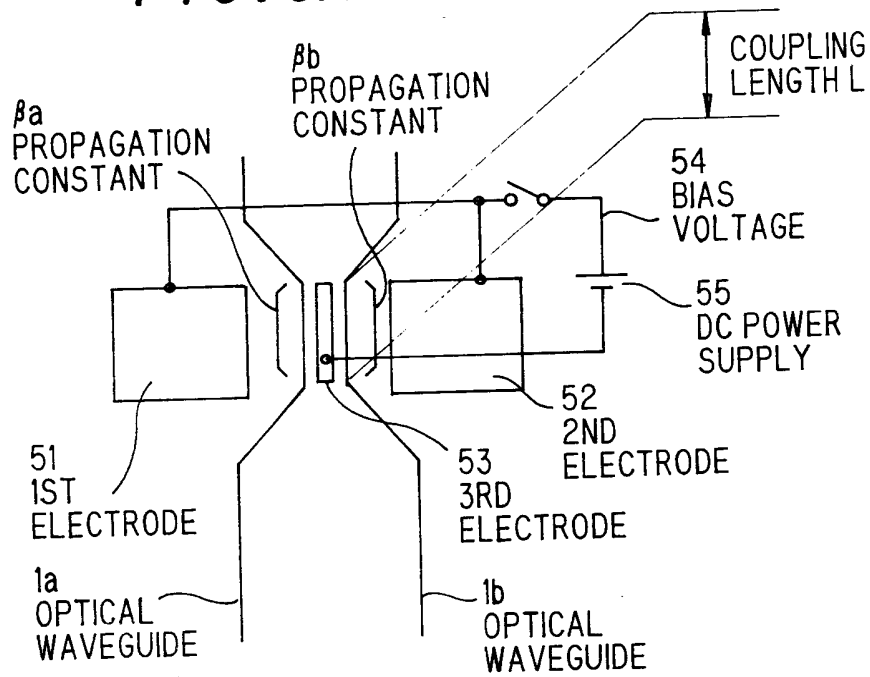 COUPLING
LENGTH L
βb
PROPAGATION
CONSTANT
βa
PROPAGATION
CONSTANT
54
BIAS
VOLTAGE
55
DC POWER
SUPPLY
52
2ND
ELECTRODE
53
3RD
ELECTRODE
51
1ST
ELECTRODE
1a
OPTICAL
WAVEGUIDE
1b
OPTICAL
WAVEGUIDE